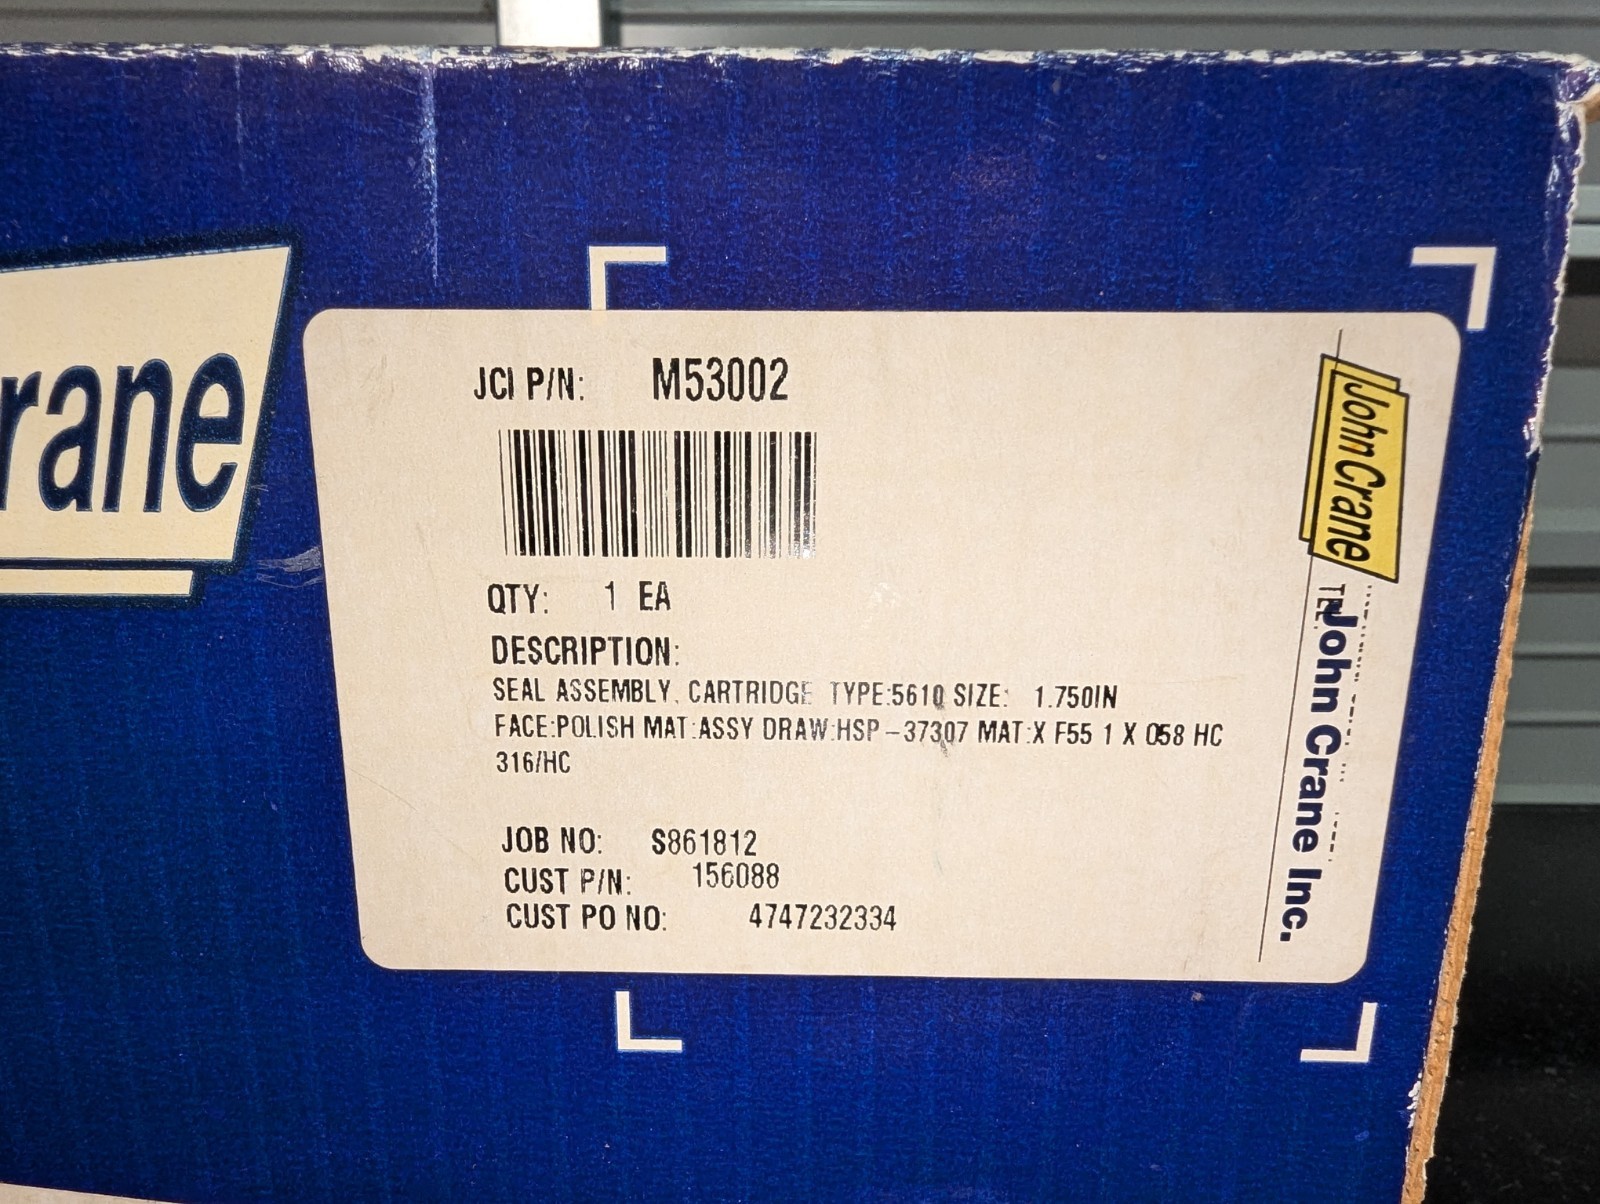 rane
JCI P/N: M53002
QTY: 1 EA
DESCRIPTION:
SEAL ASSEMBLY, CARTRIDGE TYPE:5610 SIZE: 1.750IN
FACE:POLISH MAT:ASSY DRAW:HSP-37307 MAT:X F55 1 X 058 HC
316/HC
JOB NO: S861812
CUST P/N: 156088
CUST PO NO: 4747232334
John Crane
TEL:
John Crane Inc.